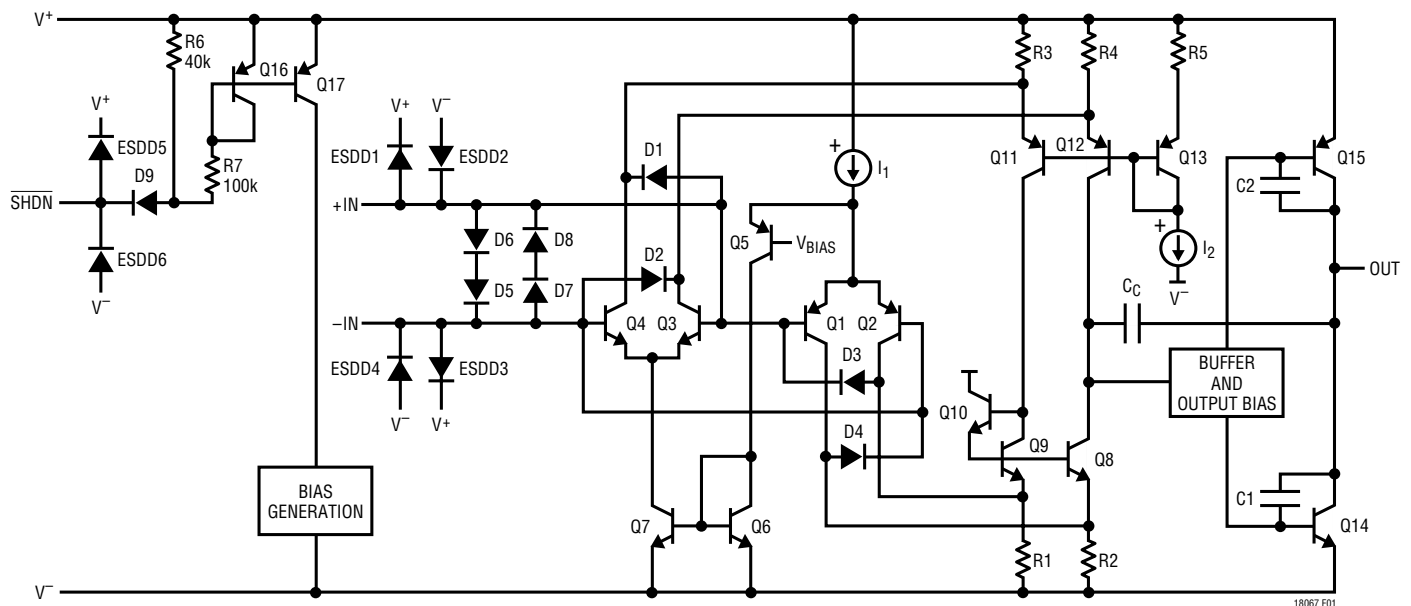 V+
R6
40k
Q16
Q17
R3
R4
R5
V+
ESDD5
D9
R7
100k
SHDN
ESDD6
V−
V+
V−
ESDD1
ESDD2
D1
+IN
D6
D8
D5
D7
D2
−IN
ESDD4
ESDD3
V−
V+
Q4
Q3
Q5
VBIAS
+
I1
Q1
Q2
D3
D4
Q11
Q12
Q13
+
I2
V−
CC
Q10
Q9
Q8
BUFFER
AND
OUTPUT BIAS
C2
Q15
OUT
C1
Q14
BIAS
GENERATION
Q7
Q6
R1
R2
V−
18067 F01